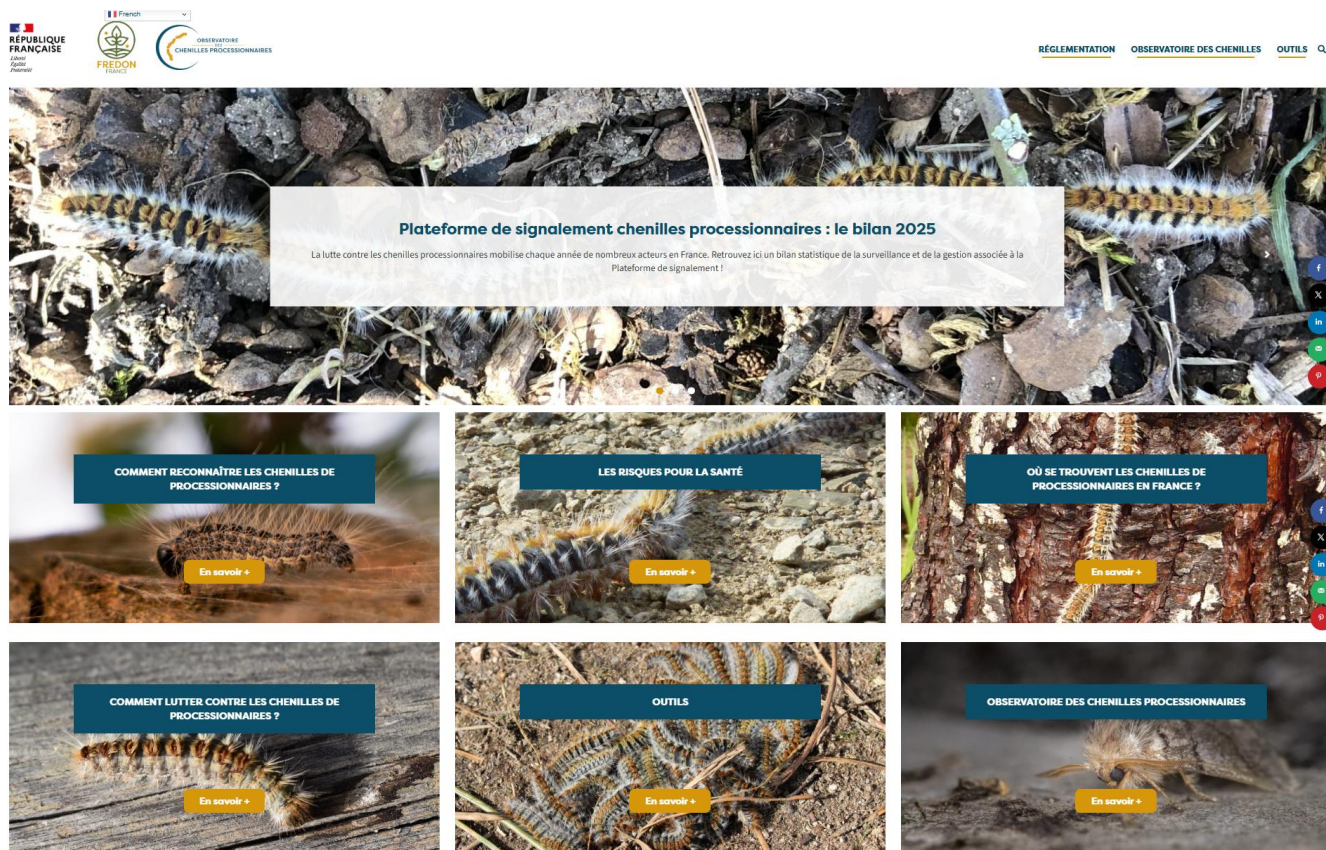 French
RÉPUBLIQUE
FRANÇAISE
Liberté
Égalité
Fraternité
FREDON
FRANCE
OBSERVATOIRE
DES
CHENILLES PROCESSIONNAIRES
RÉGLEMENTATION
OBSERVATOIRE DES CHENILLES
OUTILS
Plateforme de signalement chenilles processionnaires : le bilan 2025
La lutte contre les chenilles processionnaires mobilise chaque année de nombreux acteurs en France. Retrouvez ici un bilan statistique de la surveillance et de la gestion associée à la
Plateforme de signalement !
COMMENT RECONNAÎTRE LES CHENILLES DE
PROCESSIONNAIRES ?
En savoir +
LES RISQUES POUR LA SANTÉ
En savoir +
OÙ SE TROUVENT LES CHENILLES DE
PROCESSIONNAIRES EN FRANCE ?
En savoir +
COMMENT LUTTER CONTRE LES CHENILLES DE
PROCESSIONNAIRES ?
En savoir +
OUTILS
En savoir +
OBSERVATOIRE DES CHENILLES PROCESSIONNAIRES
En savoir +